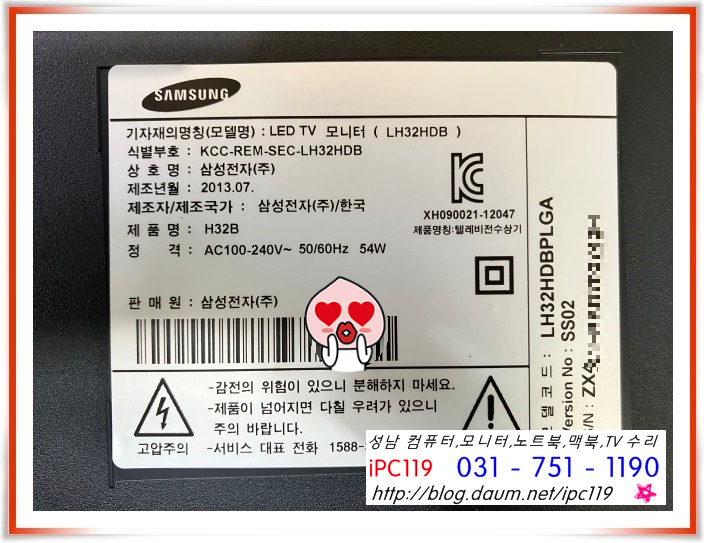 SAMSUNG
기자재의명칭(모델명) : LED TV 모니터 ( LH32HDB )
식별부호 : KCC-REM-SEC-LH32HDB
상 호 명 : 삼성전자(주)
제조년월 : 2013.07.
제조자/제조국가 : 삼성전자(주)/한국
제 품 명 : H32B
정 격 : AC100-240V~ 50/60Hz 54W
판 매 원 : 삼성전자(주)
XH090021-12047
제품명칭:텔레비전수상기
-감전의 위험이 있으니 분해하지 마세요.
-제품이 넘어지면 다칠 우려가 있으니
주의 바랍니다.
-서비스 대표 전화 1588-
고압주의
LH32HDBPLGA
Version No : SS02
S/N : ZX4
성남 컴퓨터,모니터,노트북,맥북,TV 수리
iPC119 031 - 751 - 1190
http://blog.daum.net/ipc119